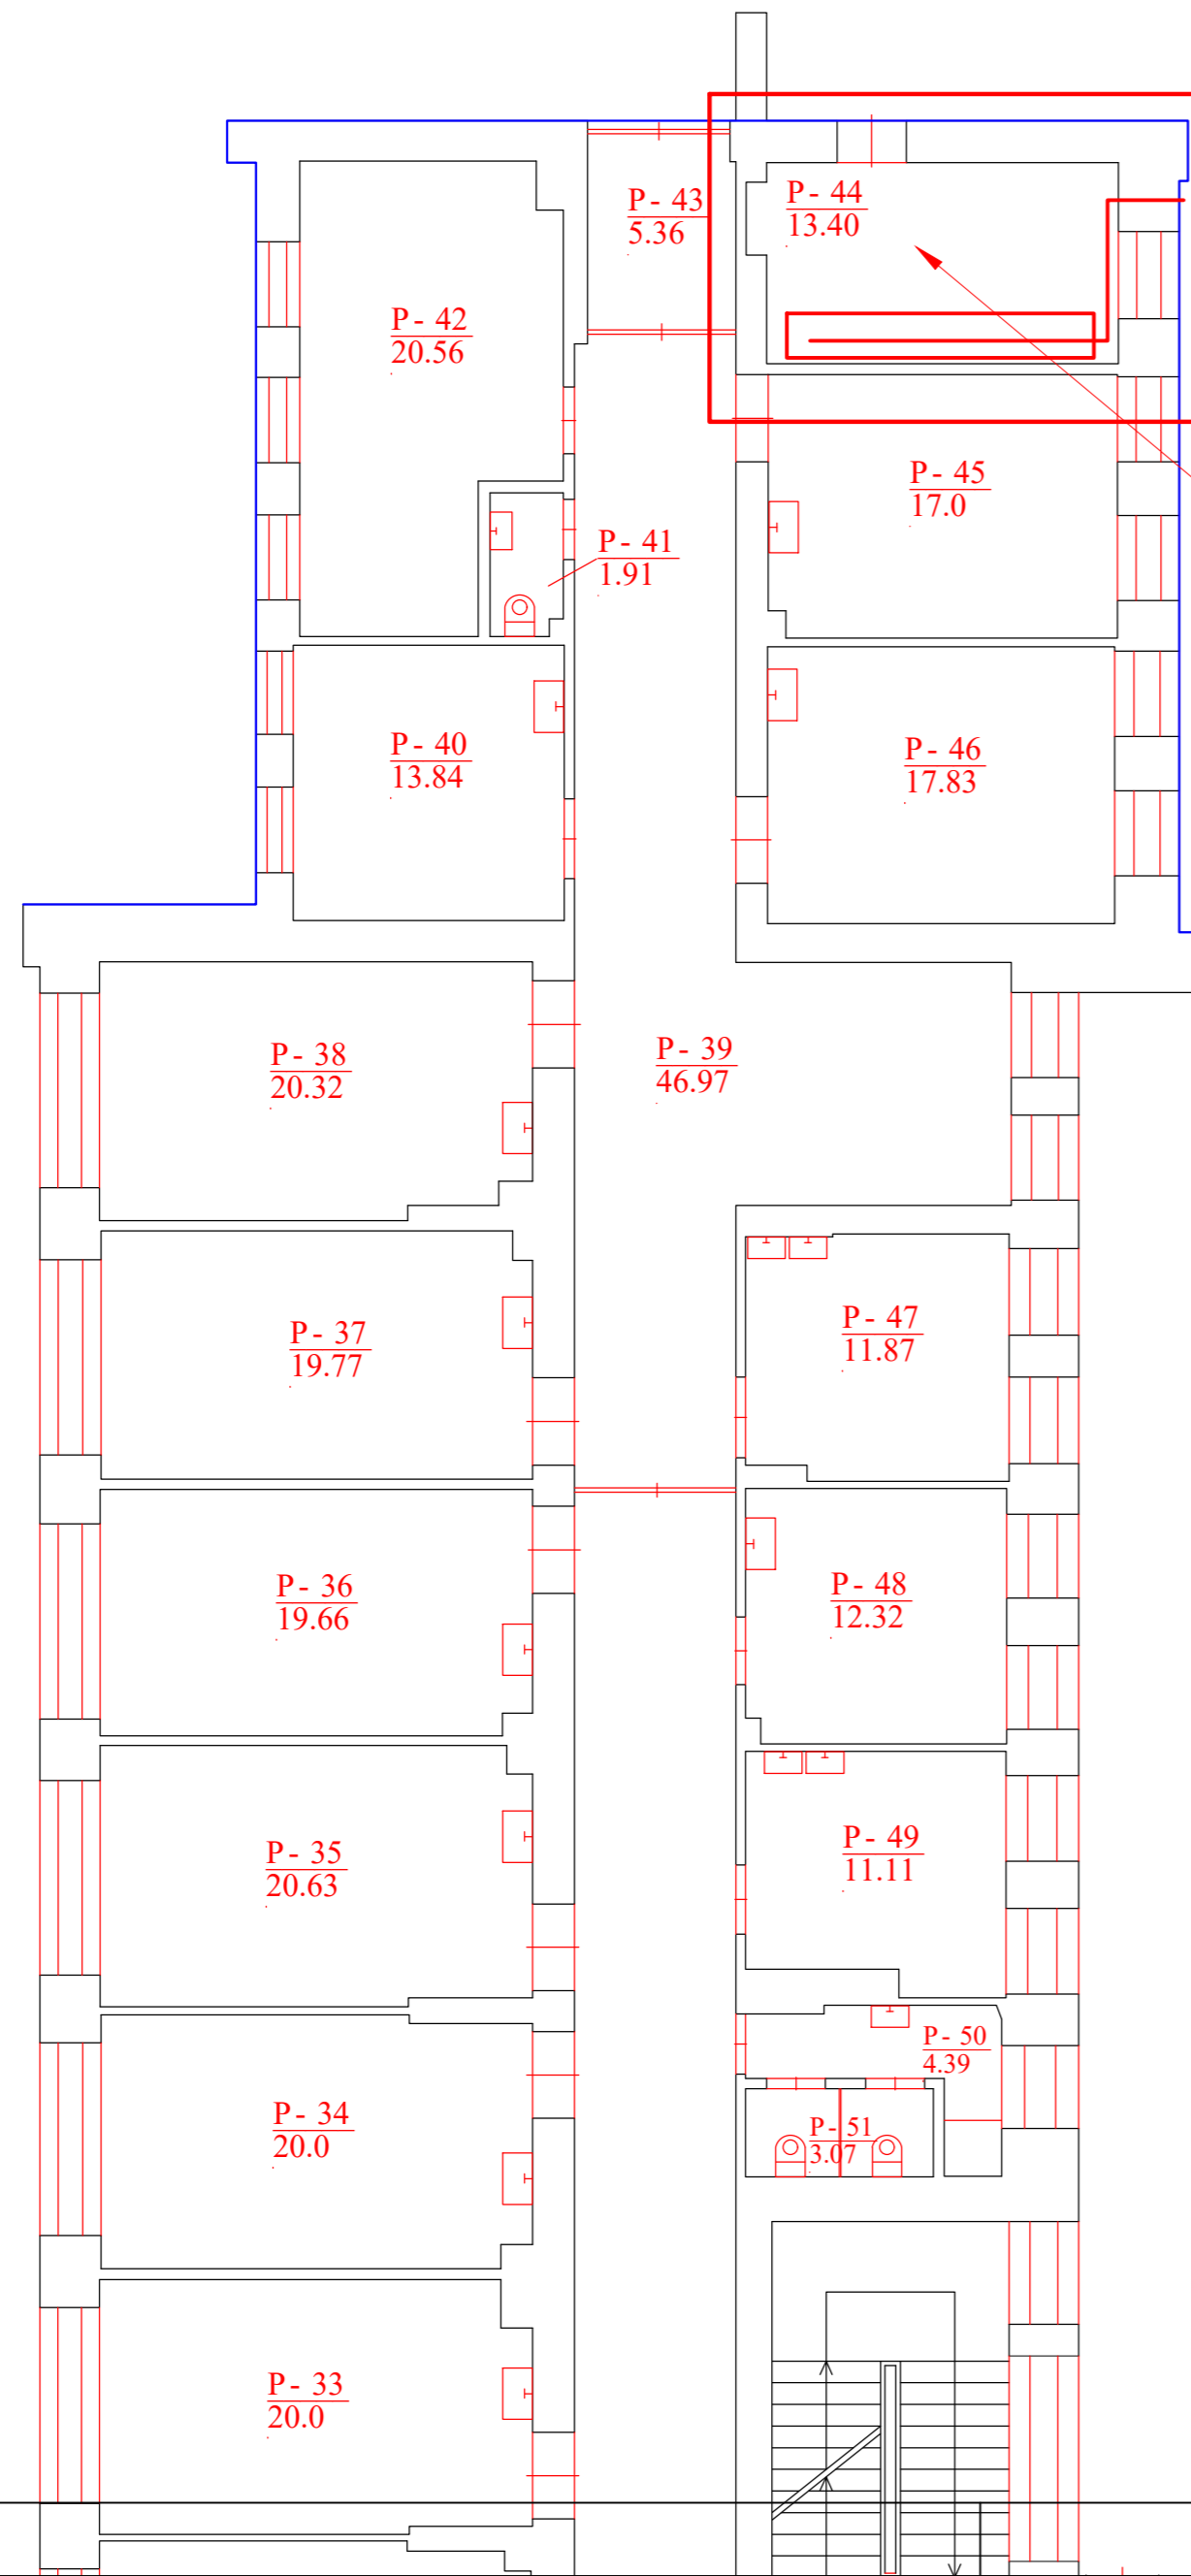 P- 43
5.36
P- 44
13.40
P- 42
20.56
P- 45
17.0
P- 41
1.91
P- 40
13.84
P- 46
17.83
P- 38
20.32
P- 39
46.97
P- 37
19.77
P- 47
11.87
P- 36
19.66
P- 48
12.32
P- 35
20.63
P- 49
11.11
P- 50
4.39
P- 34
20.0
P- 51
3.07
P- 33
20.0